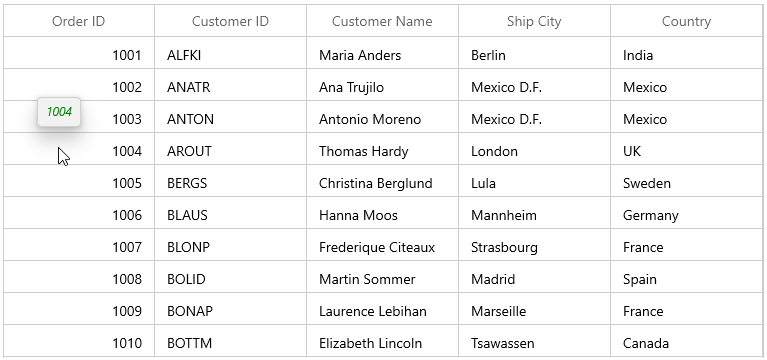 Order ID Customer ID Customer Name Ship City Country
1001 ALFKI Maria Anders Berlin India
1002 ANATR Ana Trujilo Mexico D.F. Mexico
1004
1003 ANTON Antonio Moreno Mexico D.F. Mexico
1004 AROUT Thomas Hardy London UK
1005 BERGS Christina Berglund Lula Sweden
1006 BLAUS Hanna Moos Mannheim Germany
1007 BLONP Frederique Citeaux Strasbourg France
1008 BOLID Martin Sommer Madrid Spain
1009 BONAP Laurence Lebihan Marseille France
1010 BOTTM Elizabeth Lincoln Tsawassen Canada